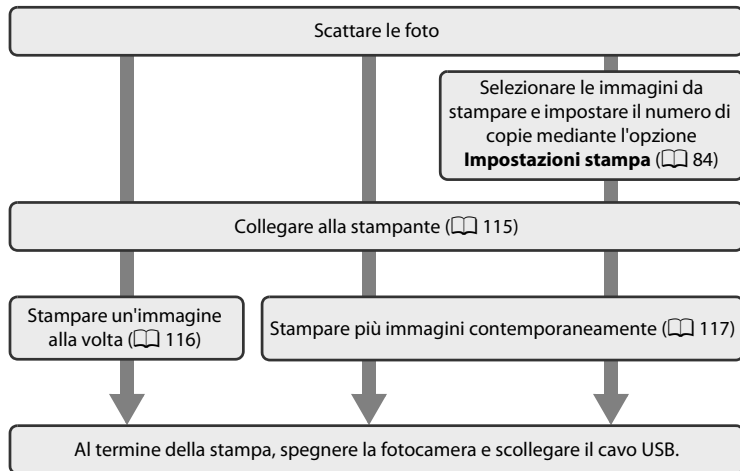 Scattare le foto
Selezionare le immagini da
stampare e impostare il numero di
copie mediante l'opzione
Impostazioni stampa (📖 84)
Collegare alla stampante (📖 115)
Stampare un'immagine
alla volta (📖 116)
Stampare più immagini contemporaneamente (📖 117)
Al termine della stampa, spegnere la fotocamera e scollegare il cavo USB.